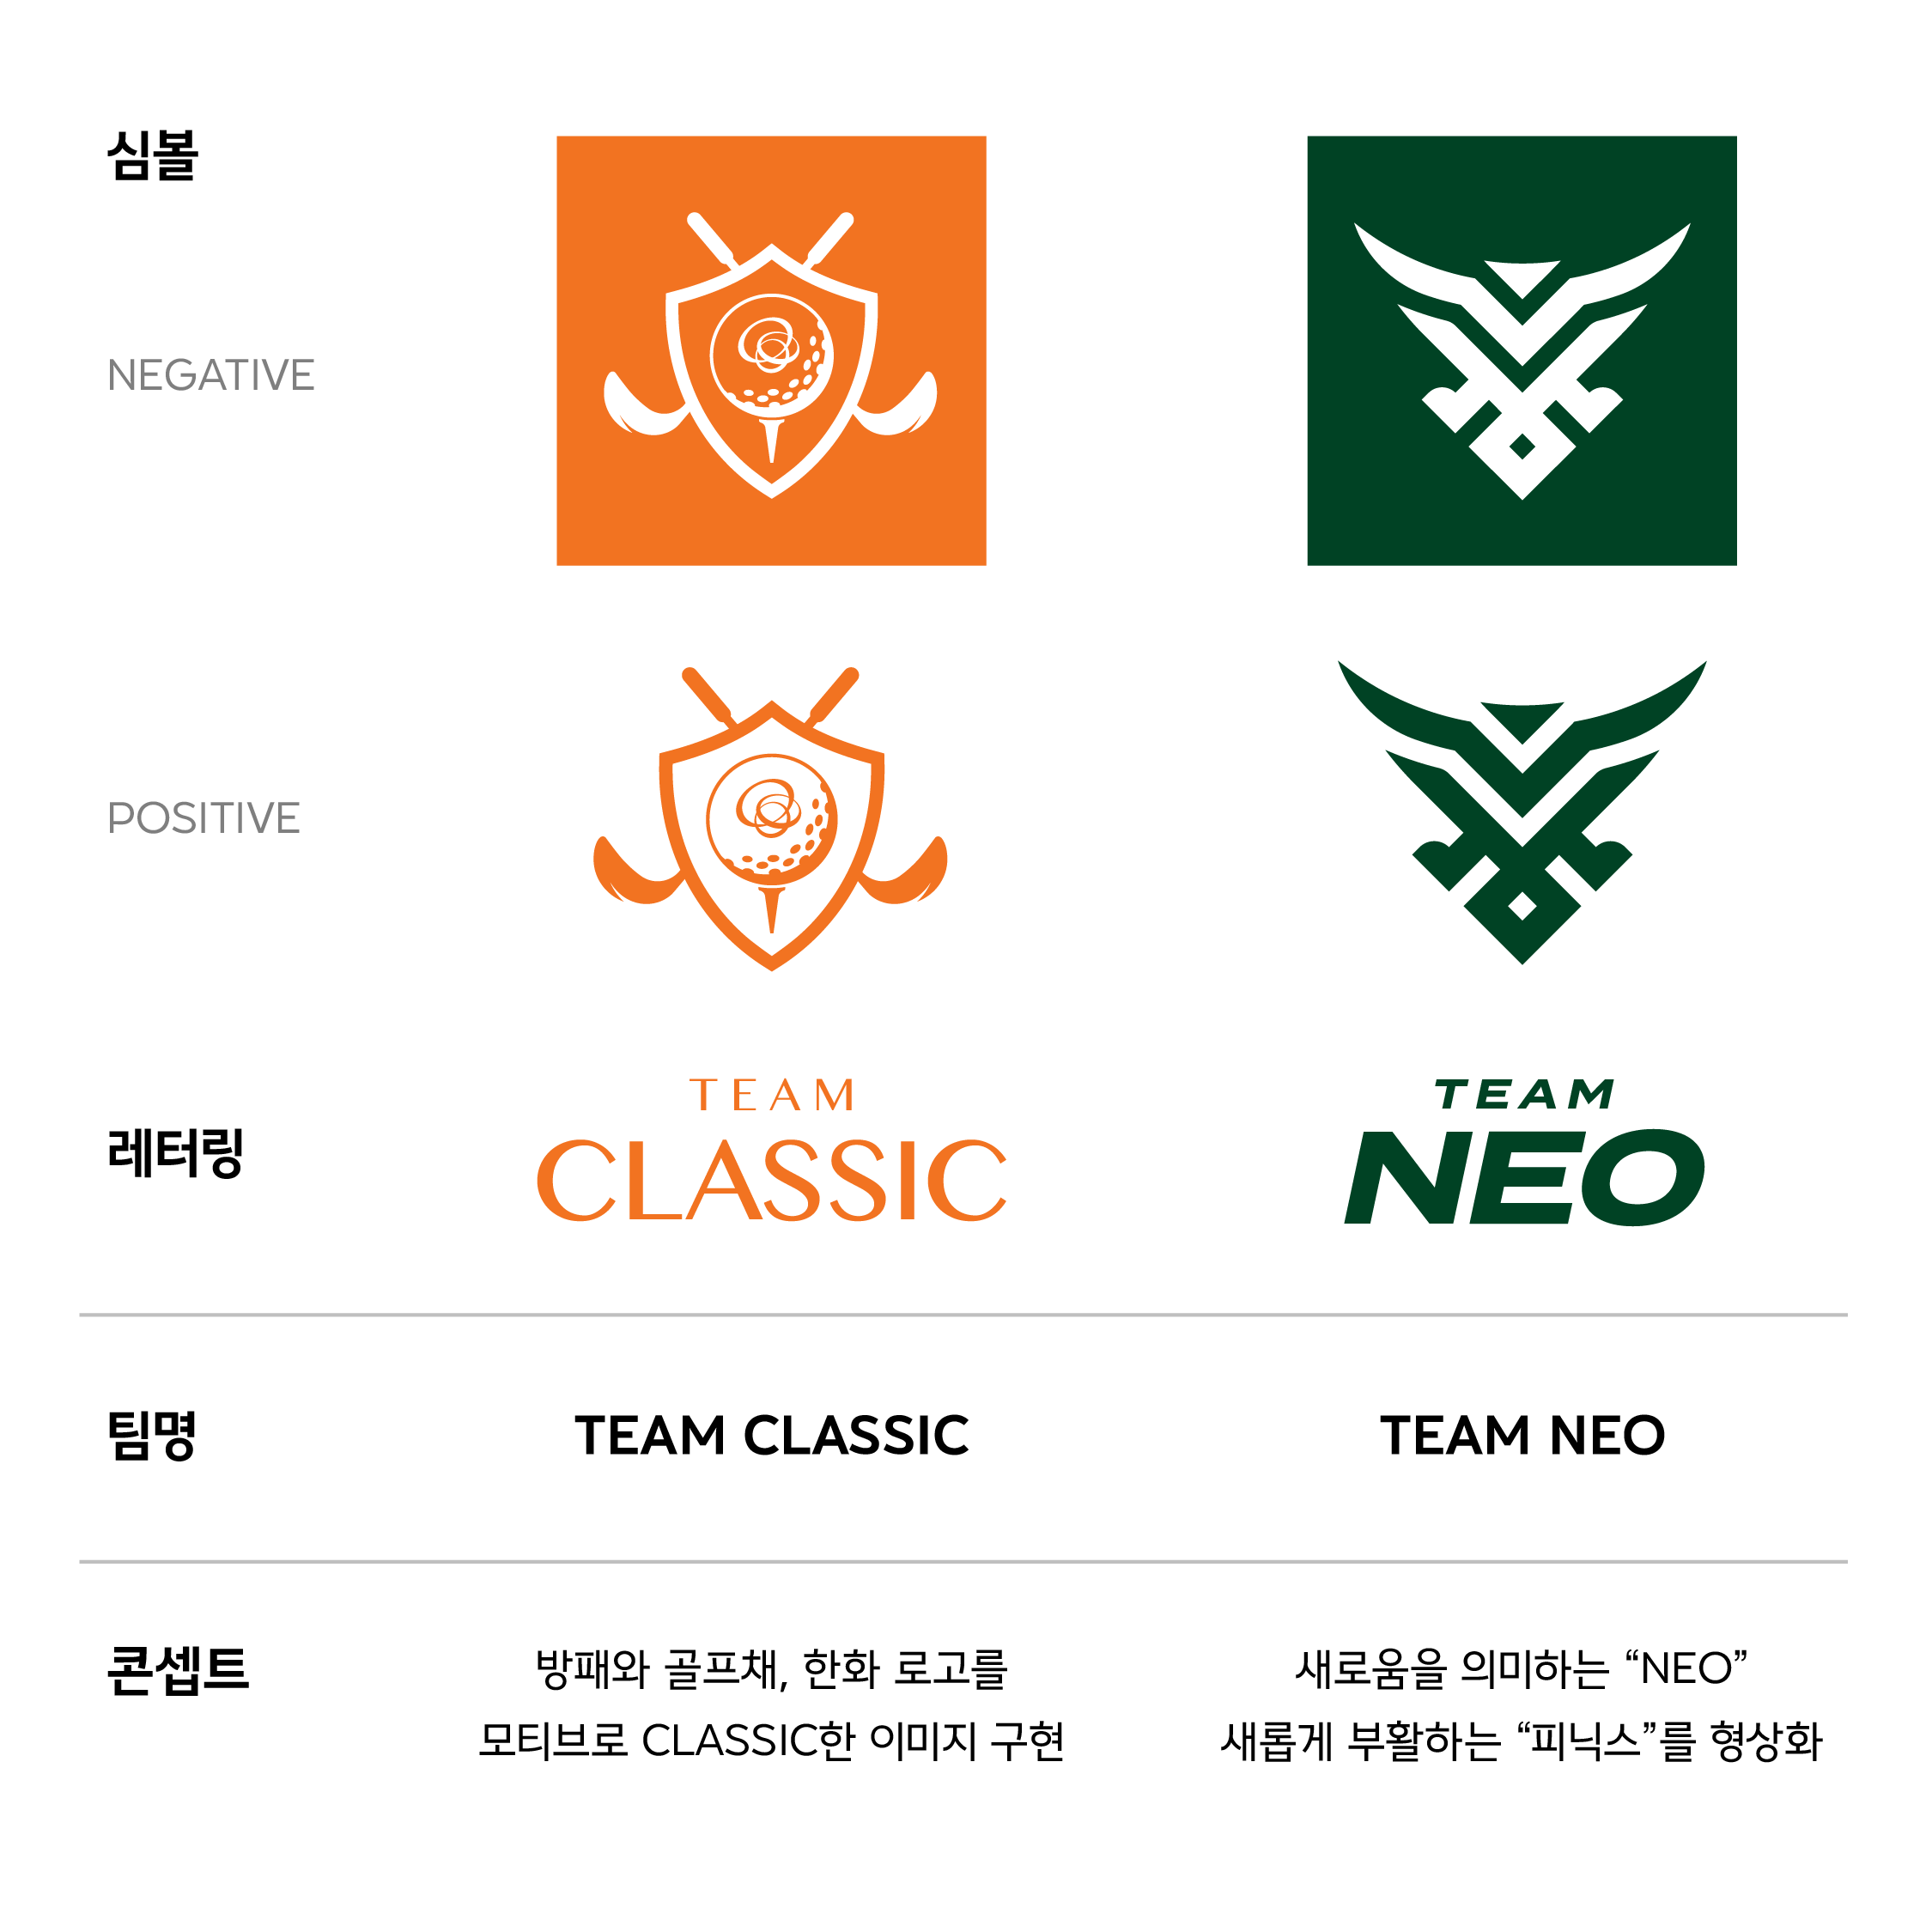 심볼
NEGATIVE
POSITIVE
레터링
TEAM
CLASSIC
TEAM
NEO
팀명
TEAM CLASSIC
TEAM NEO
콘셉트
방패와 골프채, 한화 로고를
모티브로 CLASSIC한 이미지 구현
새로움을 의미하는 “NEO”
새롭게 부활하는 “피닉스”를 형상화